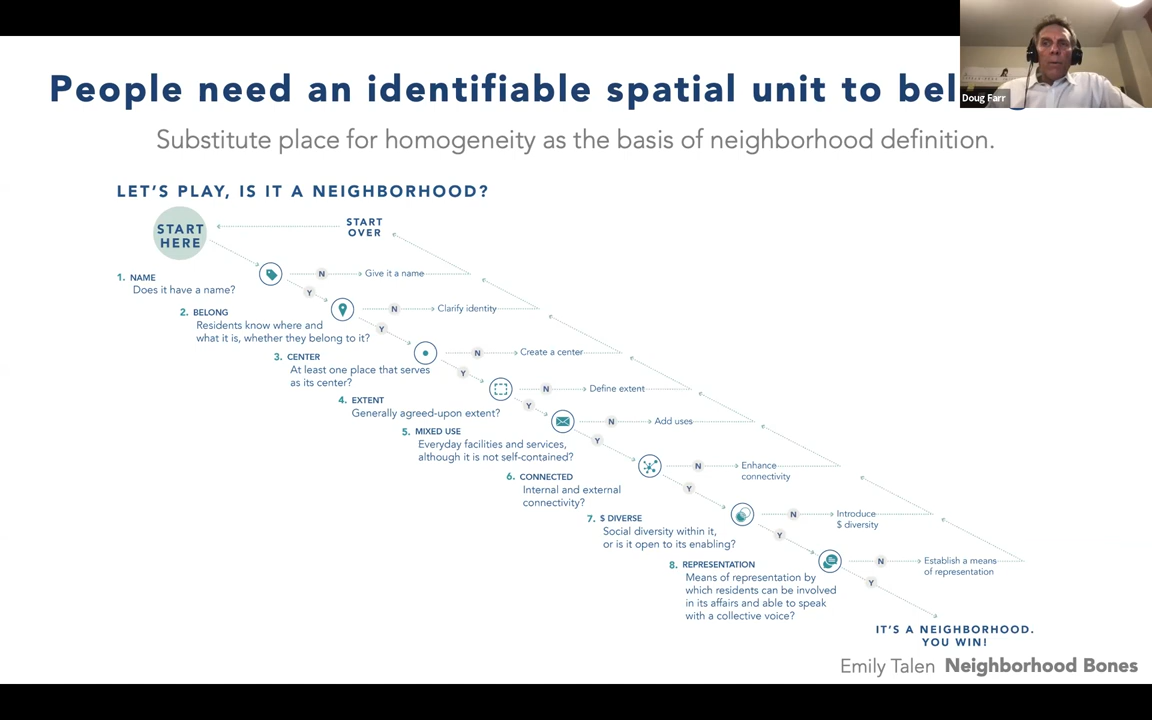 People need an identifiable spatial unit to
Doug Farr
Substitute place for homogeneity as the basis of neighborhood definition.
LET'S PLAY, IS IT A NEIGHBORHOOD?
START
HERE
START
OVER
1. NAME
Does it have a name?
N
Give it a name
Y
2. BELONG
Residents know where and
what it is, whether they belong to it?
N
Clarify identity
Y
3. CENTER
At least one place that serves
as its center?
N
Create a center
Y
4. EXTENT
Generally agreed-upon extent?
N
Define extent
Y
5. MIXED USE
Everyday facilities and services,
although it is not self-contained?
N
Add uses
Y
6. CONNECTED
Internal and external
connectivity?
N
Enhance
connectivity
Y
7. $ DIVERSE
Social diversity within it,
or is it open to its enabling?
N
Introduce
$ diversity
Y
8. REPRESENTATION
Means of representation by
which residents can be involved
in its affairs and able to speak
with a collective voice?
N
Establish a means
of representation
Y
IT'S A NEIGHBORHOOD.
YOU WIN!
Emily Talen Neighborhood Bones